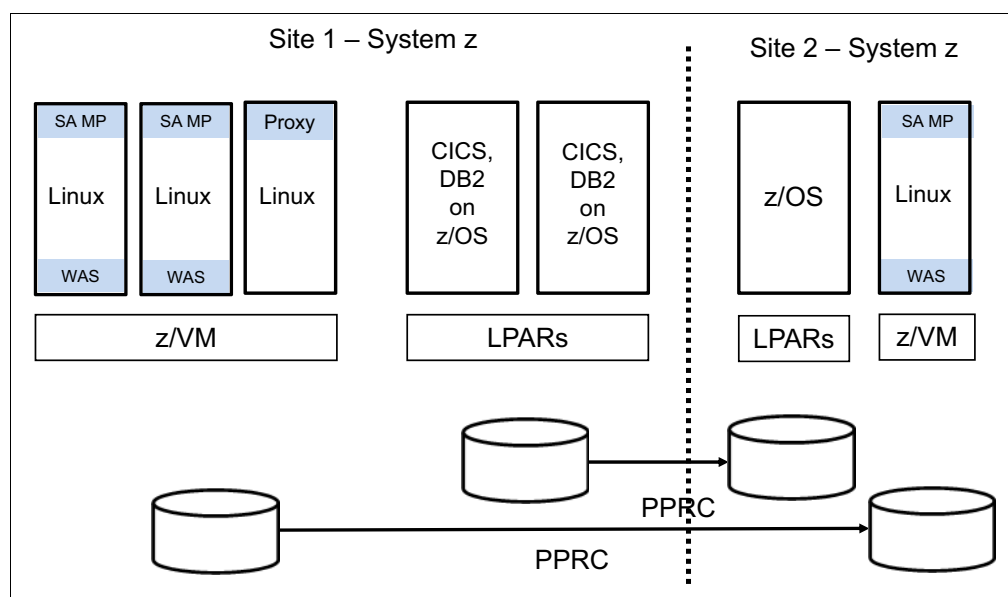 Site 1 – System z
Site 2 – System z
SA MP
Linux
WAS
SA MP
Linux
WAS
Proxy
Linux
z/VM
CICS,
DB2
on
z/OS
CICS,
DB2
on
z/OS
LPARs
z/OS
LPARs
SA MP
Linux
WAS
z/VM
PPRC
PPRC